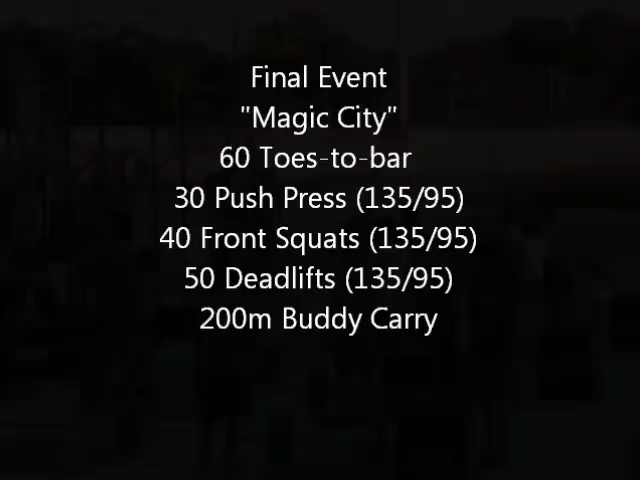 Final Event
"Magic City"
60 Toes-to-bar
30 Push Press (135/95)
40 Front Squats (135/95)
50 Deadlifts (135/95)
200m Buddy Carry